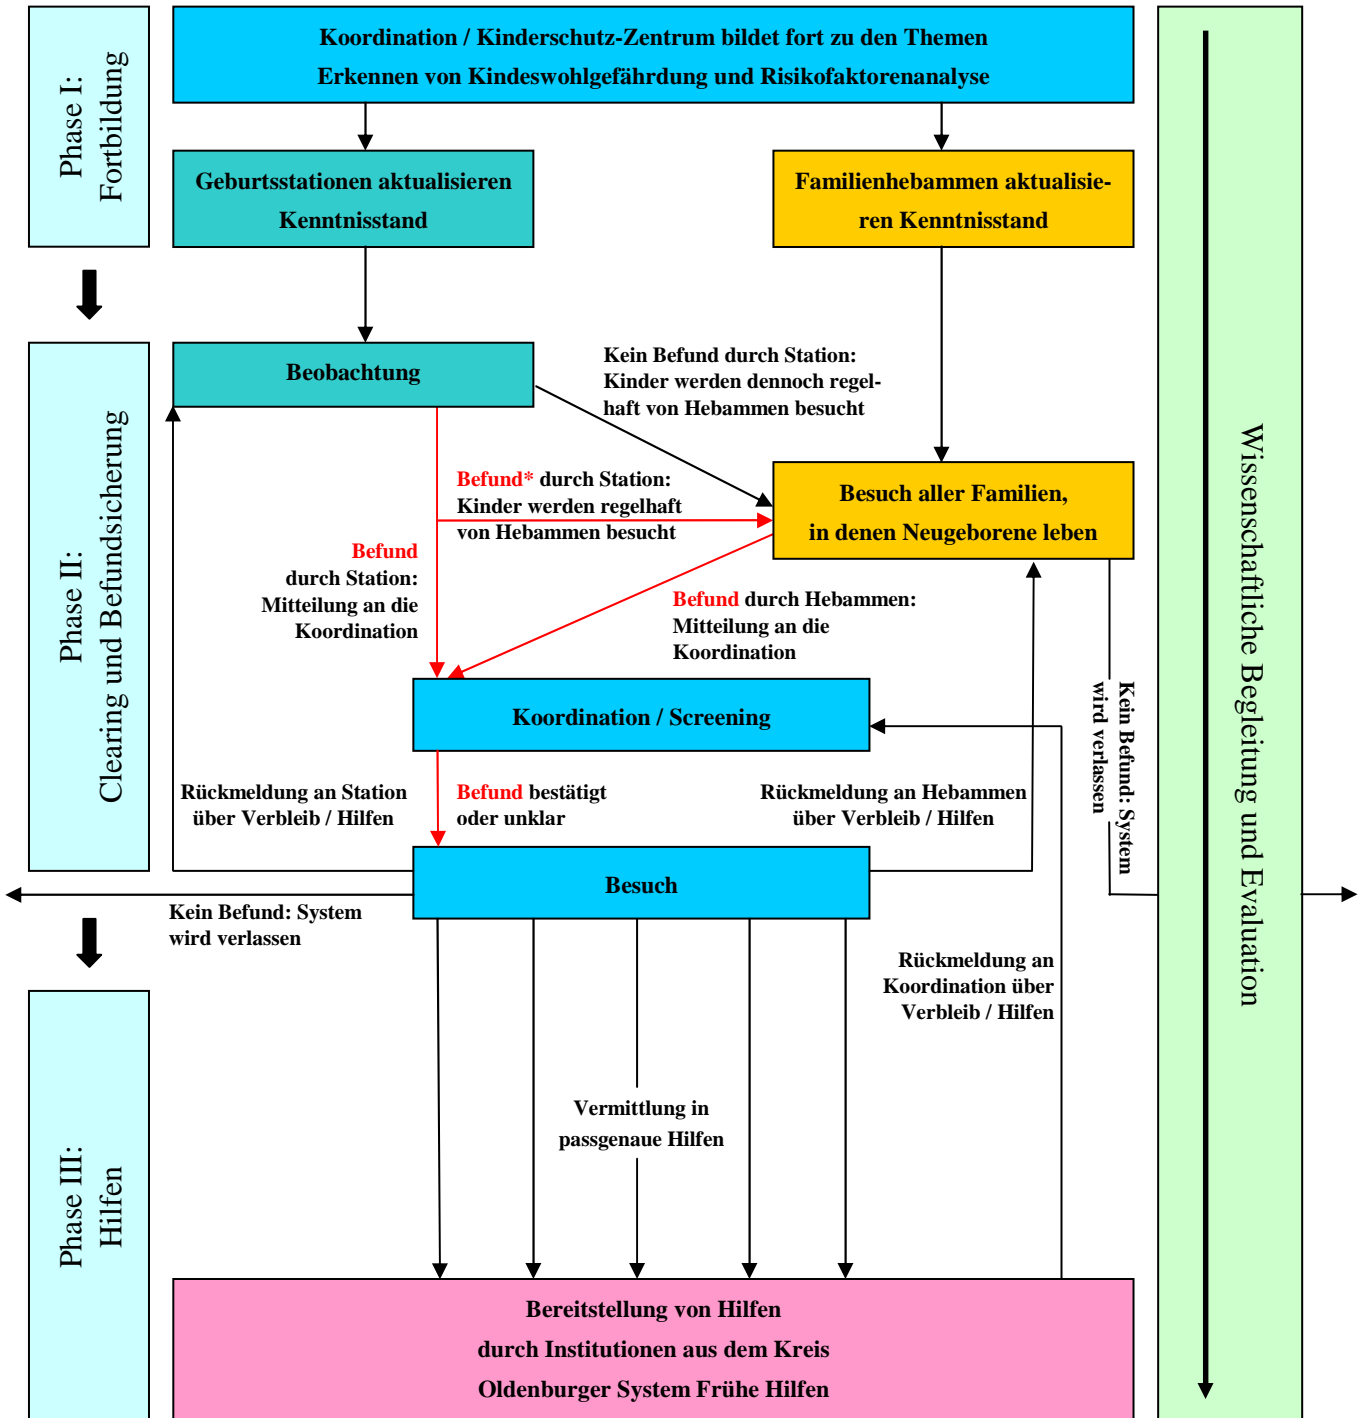 Phase I:
Fortbildung
Koordination / Kinderschutz-Zentrum bildet fort zu den Themen
Erkennen von Kindeswohlgefährdung und Risikofaktorenanalyse
Geburtsstationen aktualisieren
Kenntnisstand
Familienhebammen aktualisie-
ren Kenntnisstand
Phase II:
Clearing und Befundsicherung
Beobachtung
Kein Befund durch Station:
Kinder werden dennoch regel-
haft von Hebammen besucht
Befund* durch Station:
Kinder werden regelhaft
von Hebammen besucht
Besuch aller Familien,
in denen Neugeborene leben
Befund
durch Station:
Mitteilung an die
Koordination
Befund durch Hebammen:
Mitteilung an die
Koordination
Koordination / Screening
Kein Befund: System
wird verlassen
Rückmeldung an Station
über Verbleib / Hilfen
Befund bestätigt
oder unklar
Rückmeldung an Hebammen
über Verbleib / Hilfen
Besuch
Kein Befund: System
wird verlassen
Rückmeldung an
Koordination über
Verbleib / Hilfen
Vermittlung in
passgenaue Hilfen
Phase III:
Hilfen
Bereitstellung von Hilfen
durch Institutionen aus dem Kreis
Oldenburger System Frühe Hilfen
Wissenschaftliche Begleitung und Evaluation